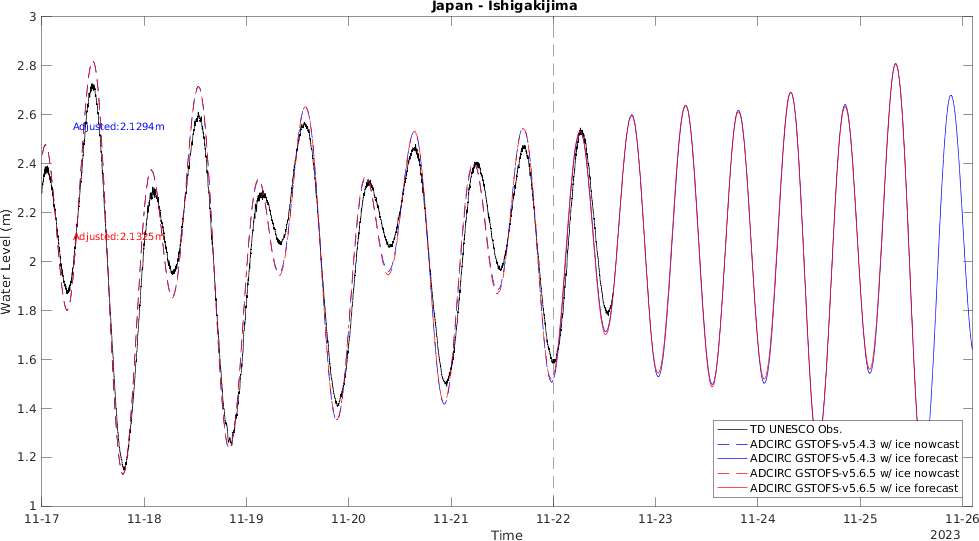 Japan - Ishigakijima
Water Level (m)
3
2.8
2.6
2.4
2.2
2
1.8
1.6
1.4
1.2
1
Adjusted:2.1294m
Adjusted:2.1325m
TD UNESCO Obs.
ADCIRC GSTOFS-v5.4.3 w/ ice nowcast
ADCIRC GSTOFS-v5.4.3 w/ ice forecast
ADCIRC GSTOFS-v5.6.5 w/ ice nowcast
ADCIRC GSTOFS-v5.6.5 w/ ice forecast
11-17 11-18 11-19 11-20 11-21 11-22 11-23 11-24 11-25 11-26
Time
2023